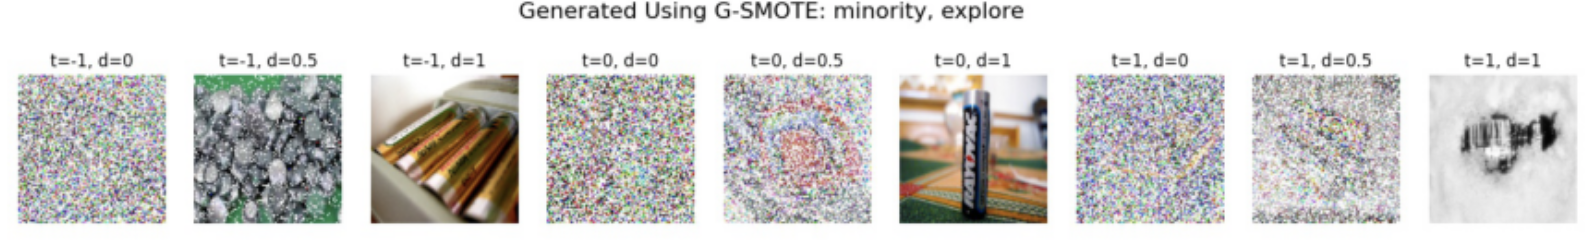 Generated Using G-SMOTE: minority, explore
t=-1, d=0
t=-1, d=0.5
t=-1, d=1
t=0, d=0
t=0, d=0.5
t=0, d=1
t=1, d=0
t=1, d=0.5
t=1, d=1
RAYOVAC